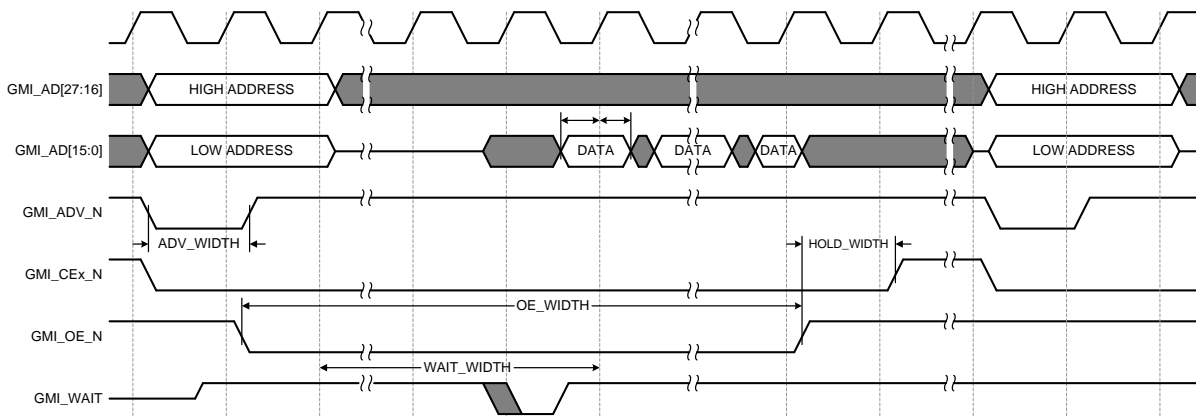 GMI_AD[27:16] HIGH ADDRESS HIGH ADDRESS
GMI_AD[15:0] LOW ADDRESS DATA DATA DATA LOW ADDRESS
GMI_ADV_N
ADV_WIDTH HOLD_WIDTH
GMI_CEx_N
OE_WIDTH
GMI_OE_N
WAIT_WIDTH
GMI_WAIT